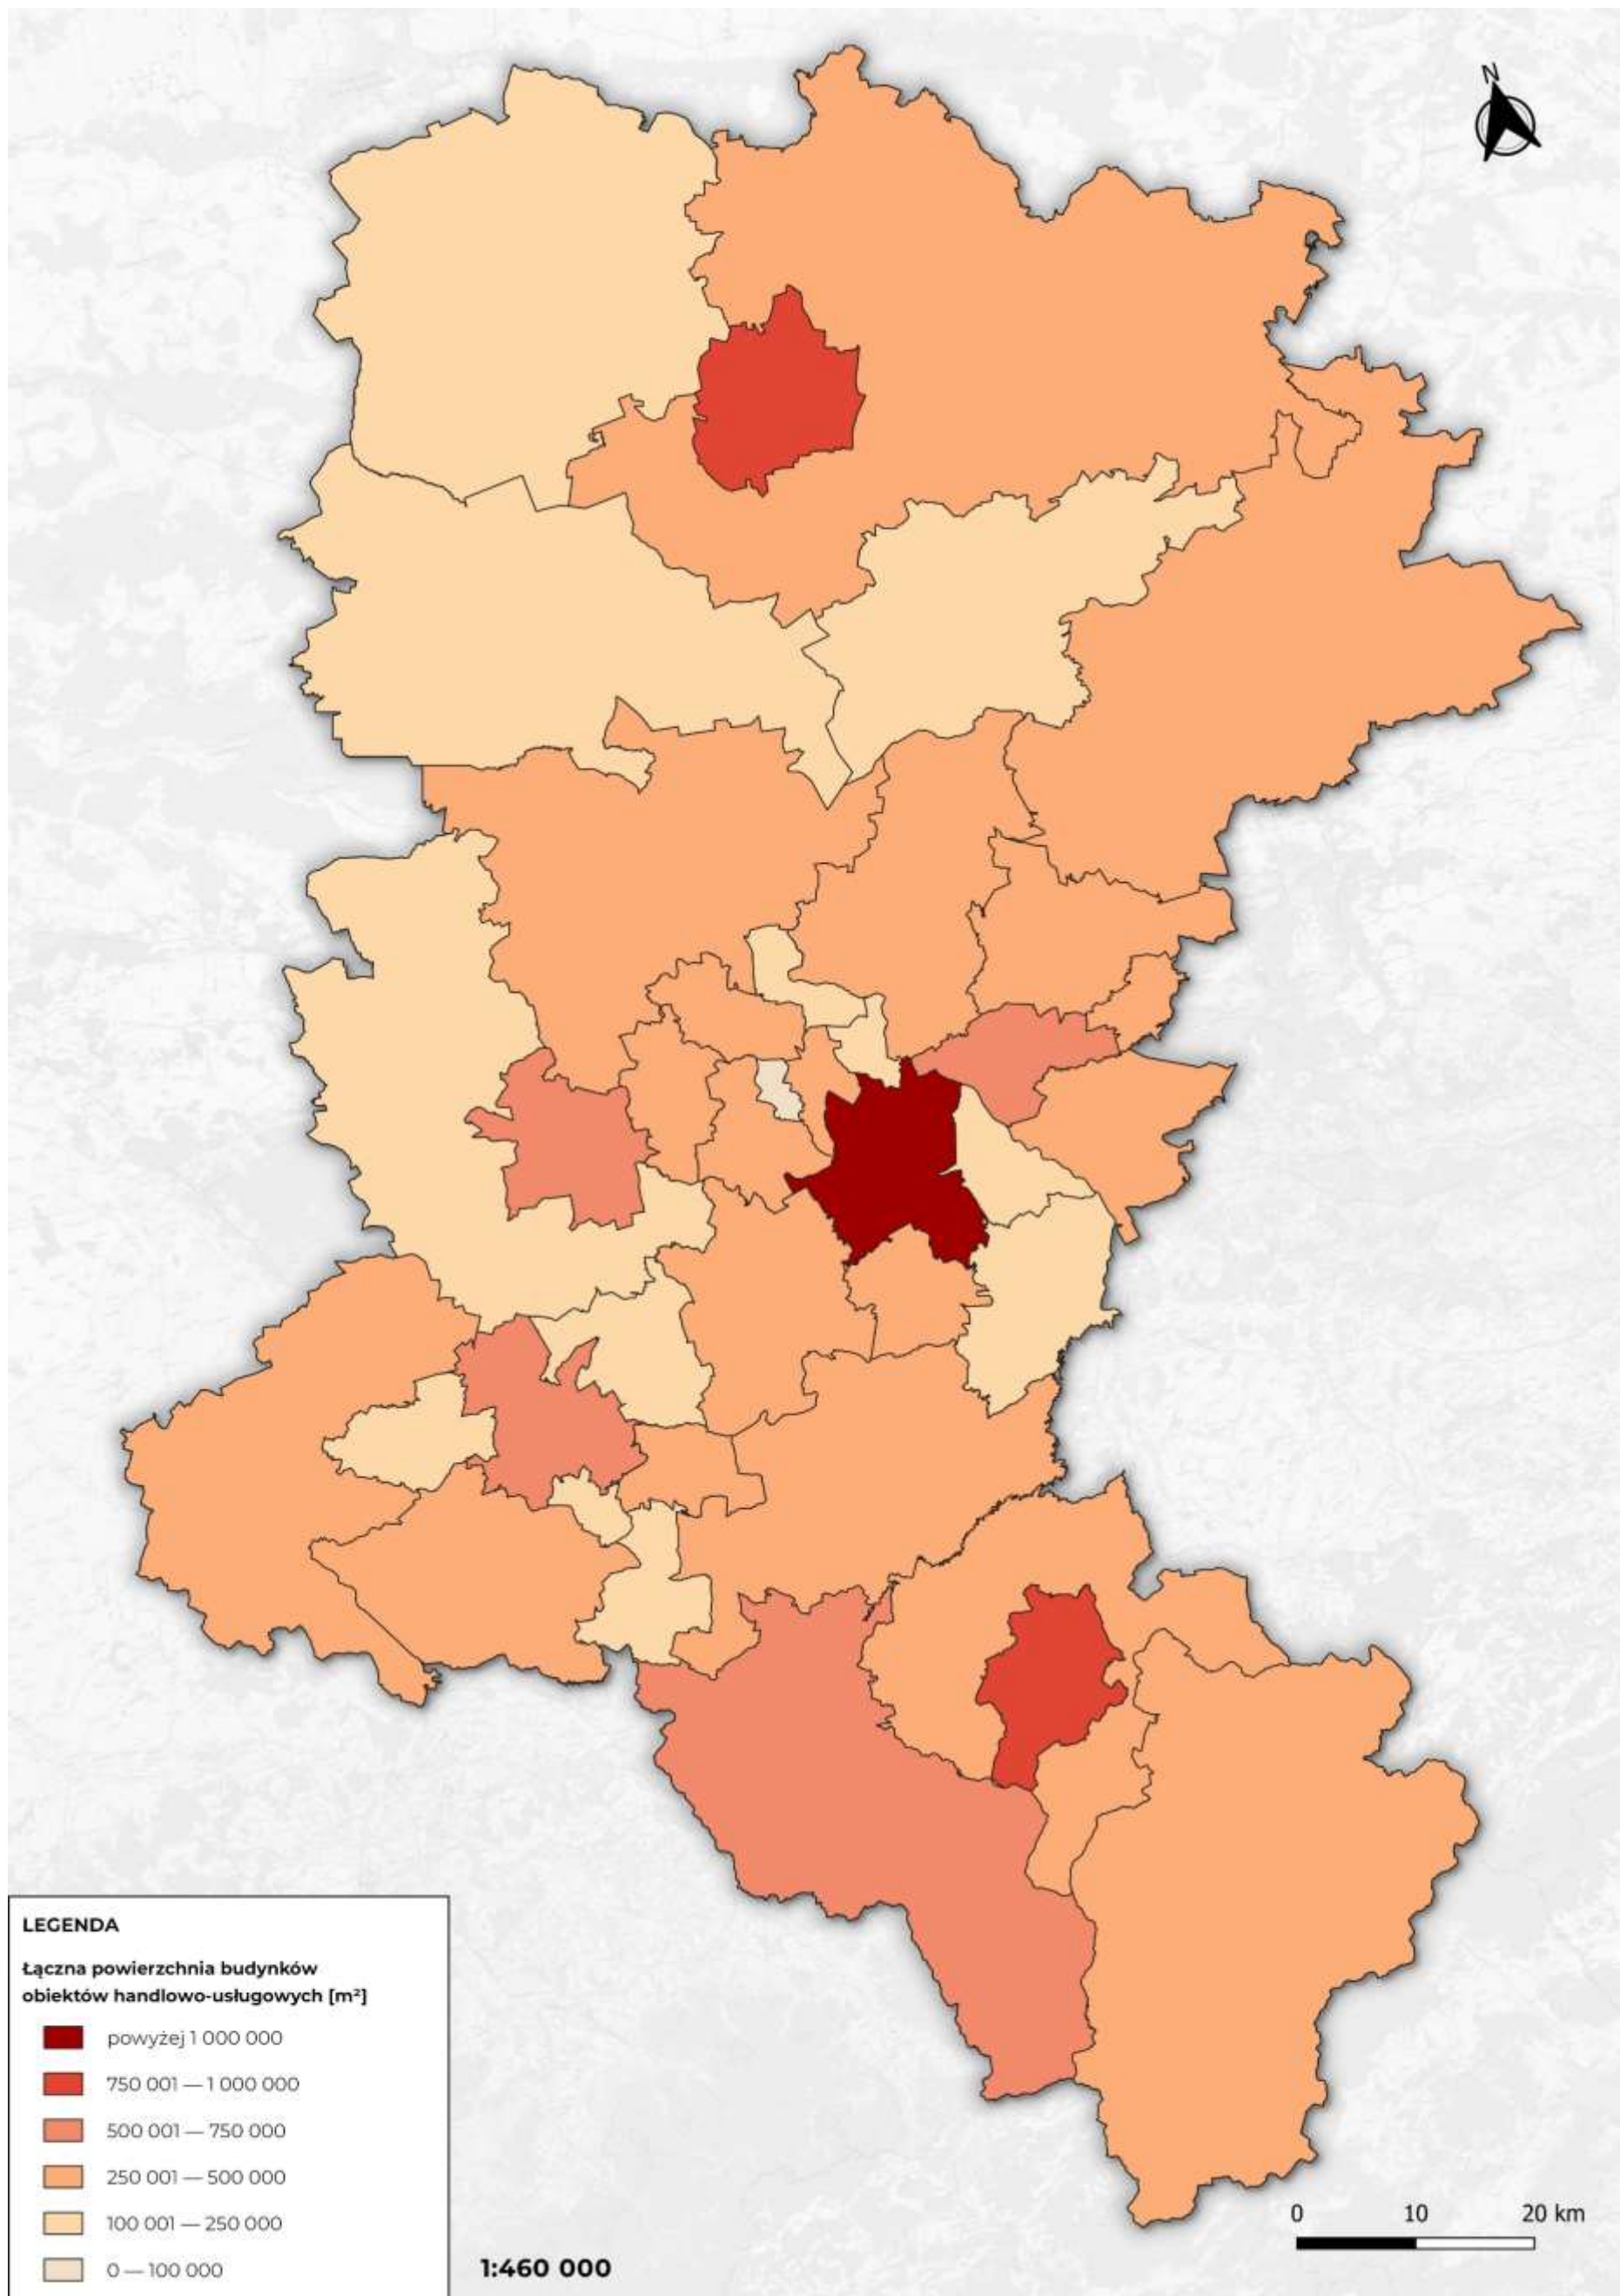 N
LEGENDA
Łączna powierzchnia budynków
obiektów handlowo-usługowych [m²]
powyżej 1 000 000
750 001 — 1 000 000
500 001 — 750 000
250 001 — 500 000
100 001 — 250 000
0 — 100 000
1:460 000
0 10 20 km